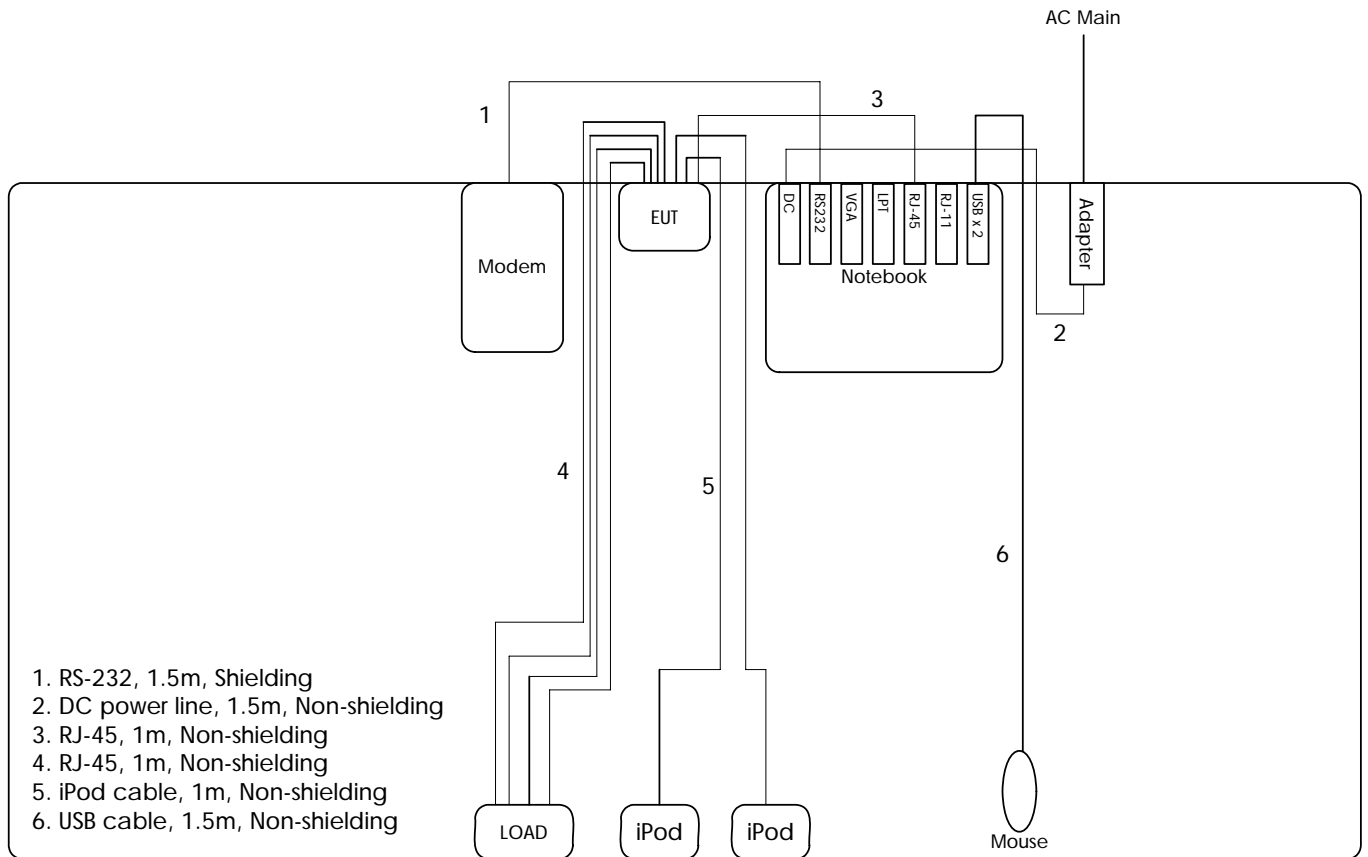 AC Main
1
3
Modem
EUT
DC
RS232
VGA
LPT
RJ-45
RJ-11
USB x 2
Notebook
Adapter
2
4
5
6
1. RS-232, 1.5m, Shielding
2. DC power line, 1.5m, Non-shielding
3. RJ-45, 1m, Non-shielding
4. RJ-45, 1m, Non-shielding
5. iPod cable, 1m, Non-shielding
6. USB cable, 1.5m, Non-shielding
LOAD
iPod
iPod
Mouse